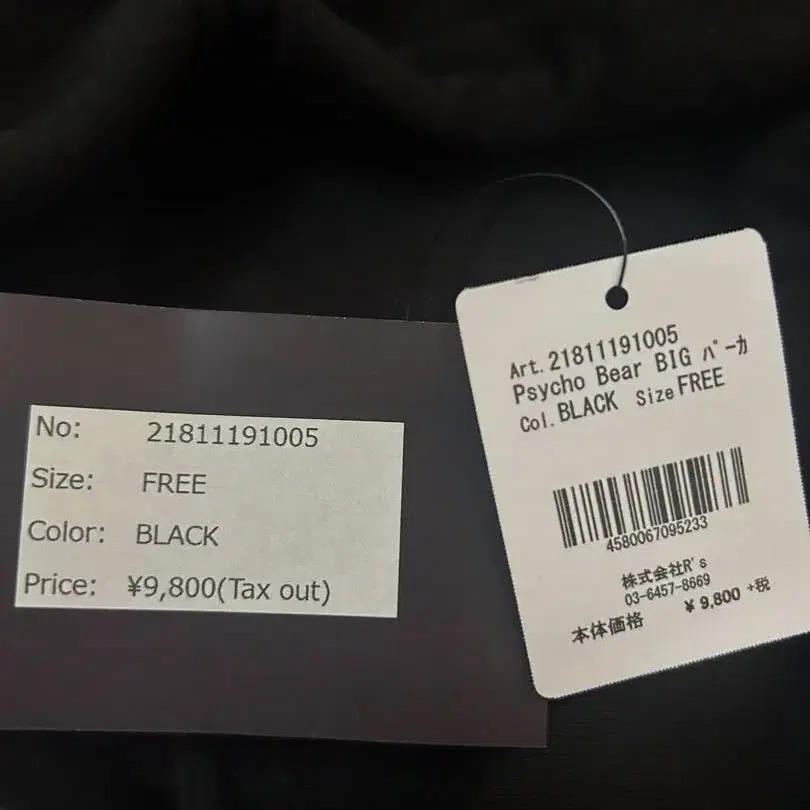 No: 21811191005
Size: FREE
Color: BLACK
Price: ¥9,800(Tax out)
Art.21811191005
Psycho Bear BIG パーカ
Col.BLACK Size FREE
4580067095233
株式会社R's
03-6457-8669
本体価格 ¥ 9,800 +税